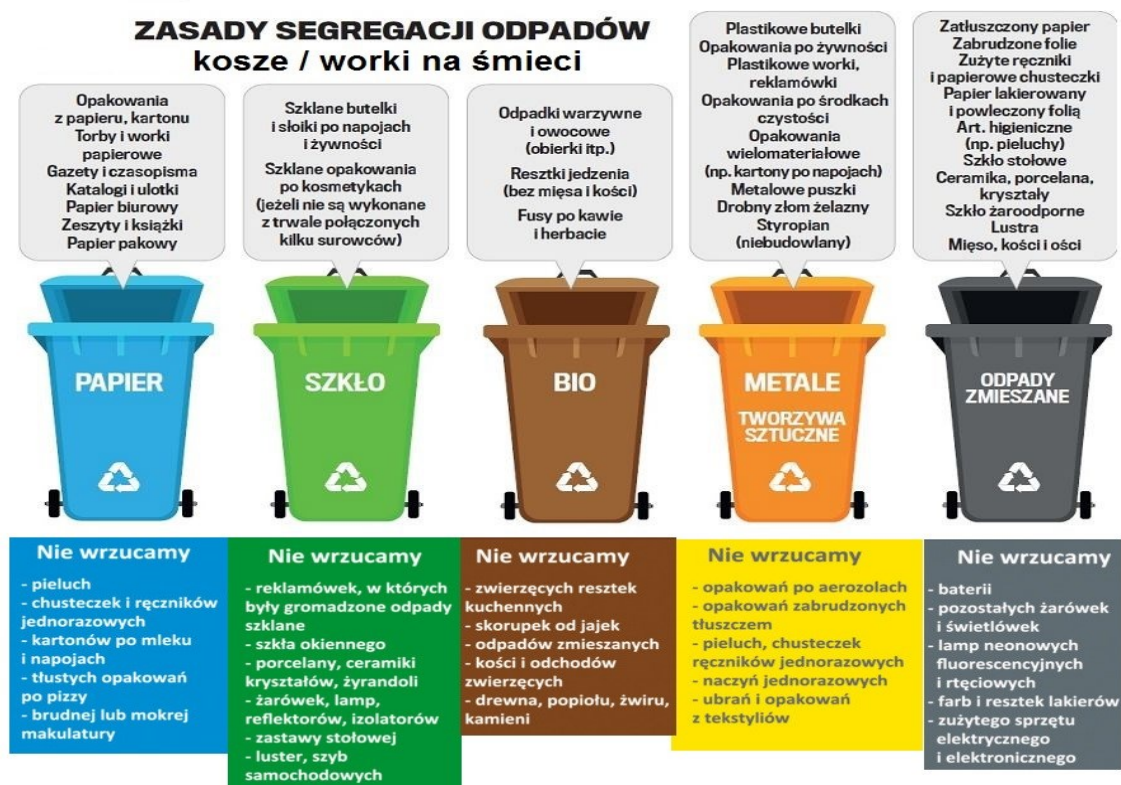 ZASADY SEGREGACJI ODPADÓW
kosze / worki na śmieci
Opakowania
z papieru, kartonu
Torby i worki
papierowe
Gazety i czasopisma
Katalogi i ulotki
Papier biurowy
Zeszyty i książki
Papier pakowy
Szklane butelki
i słoiki po napojach
i żywności
Szklane opakowania
po kosmetykach
(jeżeli nie są wykonane
z trwale połączonych
kilku surowców)
Odpadki warzywne
i owocowe
(obierki itp.)
Resztki jedzenia
(bez mięsa i kości)
Fusy po kawie
i herbacie
Plastikowe butelki
Opakowania po żywności
Plastikowe worki,
reklamówki
Opakowania po środkach
czystości
Opakowania
wielomateriałowe
(np. kartony po napojach)
Metalowe puszki
Drobny złom żelazny
Styropian
(niebudowlany)
Zatłuszczony papier
Zabrudzone folie
Zużyte ręczniki
i papierowe chusteczki
Papier lakierowany
i powleczony folią
Art. higieniczne
(np. pieluchy)
Szkło stołowe
Ceramika, porcelana,
kryształy
Szkło żaroodporne
Lustra
Mięso, kości i ości
PAPIER
SZKŁO
BIO
METALE
TWORZYWA
SZTUCZNE
ODPADY
ZMIESZANE
Nie wrzucamy
- pieluch
- chusteczek i ręczników
jednorazowych
- kartonów po mleku
i napojach
- tłustych opakowań
po pizzy
- brudnej lub mokrej
makulatury
Nie wrzucamy
- reklamówek, w których
były gromadzone odpady
szklane
- szkła okiennego
- porcelany, ceramiki
kryształów, żyrandoli
- żarówek, lamp,
reflektorów, izolatorów
- zastawy stołowej
- luster, szyb
samochodowych
Nie wrzucamy
- zwierzęcych resztek
kuchennych
- skorupek od jajek
- odpadów zmieszanych
- kości i odchodów
zwierzęcych
- drewna, popiołu, żwiru,
kamieni
Nie wrzucamy
- opakowań po aerozolach
- opakowań zabrudzonych
tłuszczem
- pieluch, chusteczek
ręczników jednorazowych
- naczyń jednorazowych
- ubrań i opakowań
z tekstyliów
Nie wrzucamy
- baterii
- pozostałych żarówek
i świetlówek
- lamp neonowych
fluorescencyjnych
i rtęciowych
- farb i resztek lakierów
- zużytego sprzętu
elektrycznego
i elektronicznego